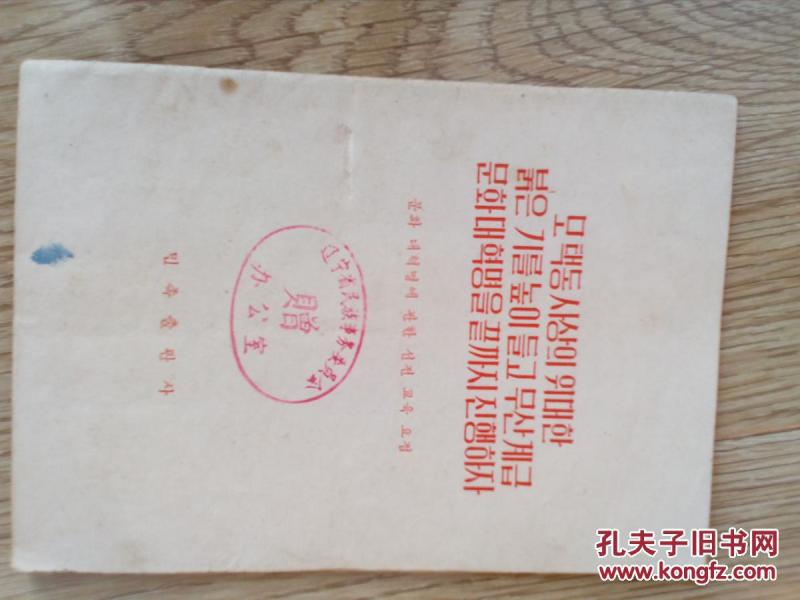 모택동 사상의 위대한
붉은 기를 높이 들고 무산계급
문화대혁명을 끝까지 진행하자
문화 대혁명에 관한 선전 교육 요점
辽宁省民族事务委员会
赠
办公室
민족출판사
孔夫子旧书网
www.kongfz.com